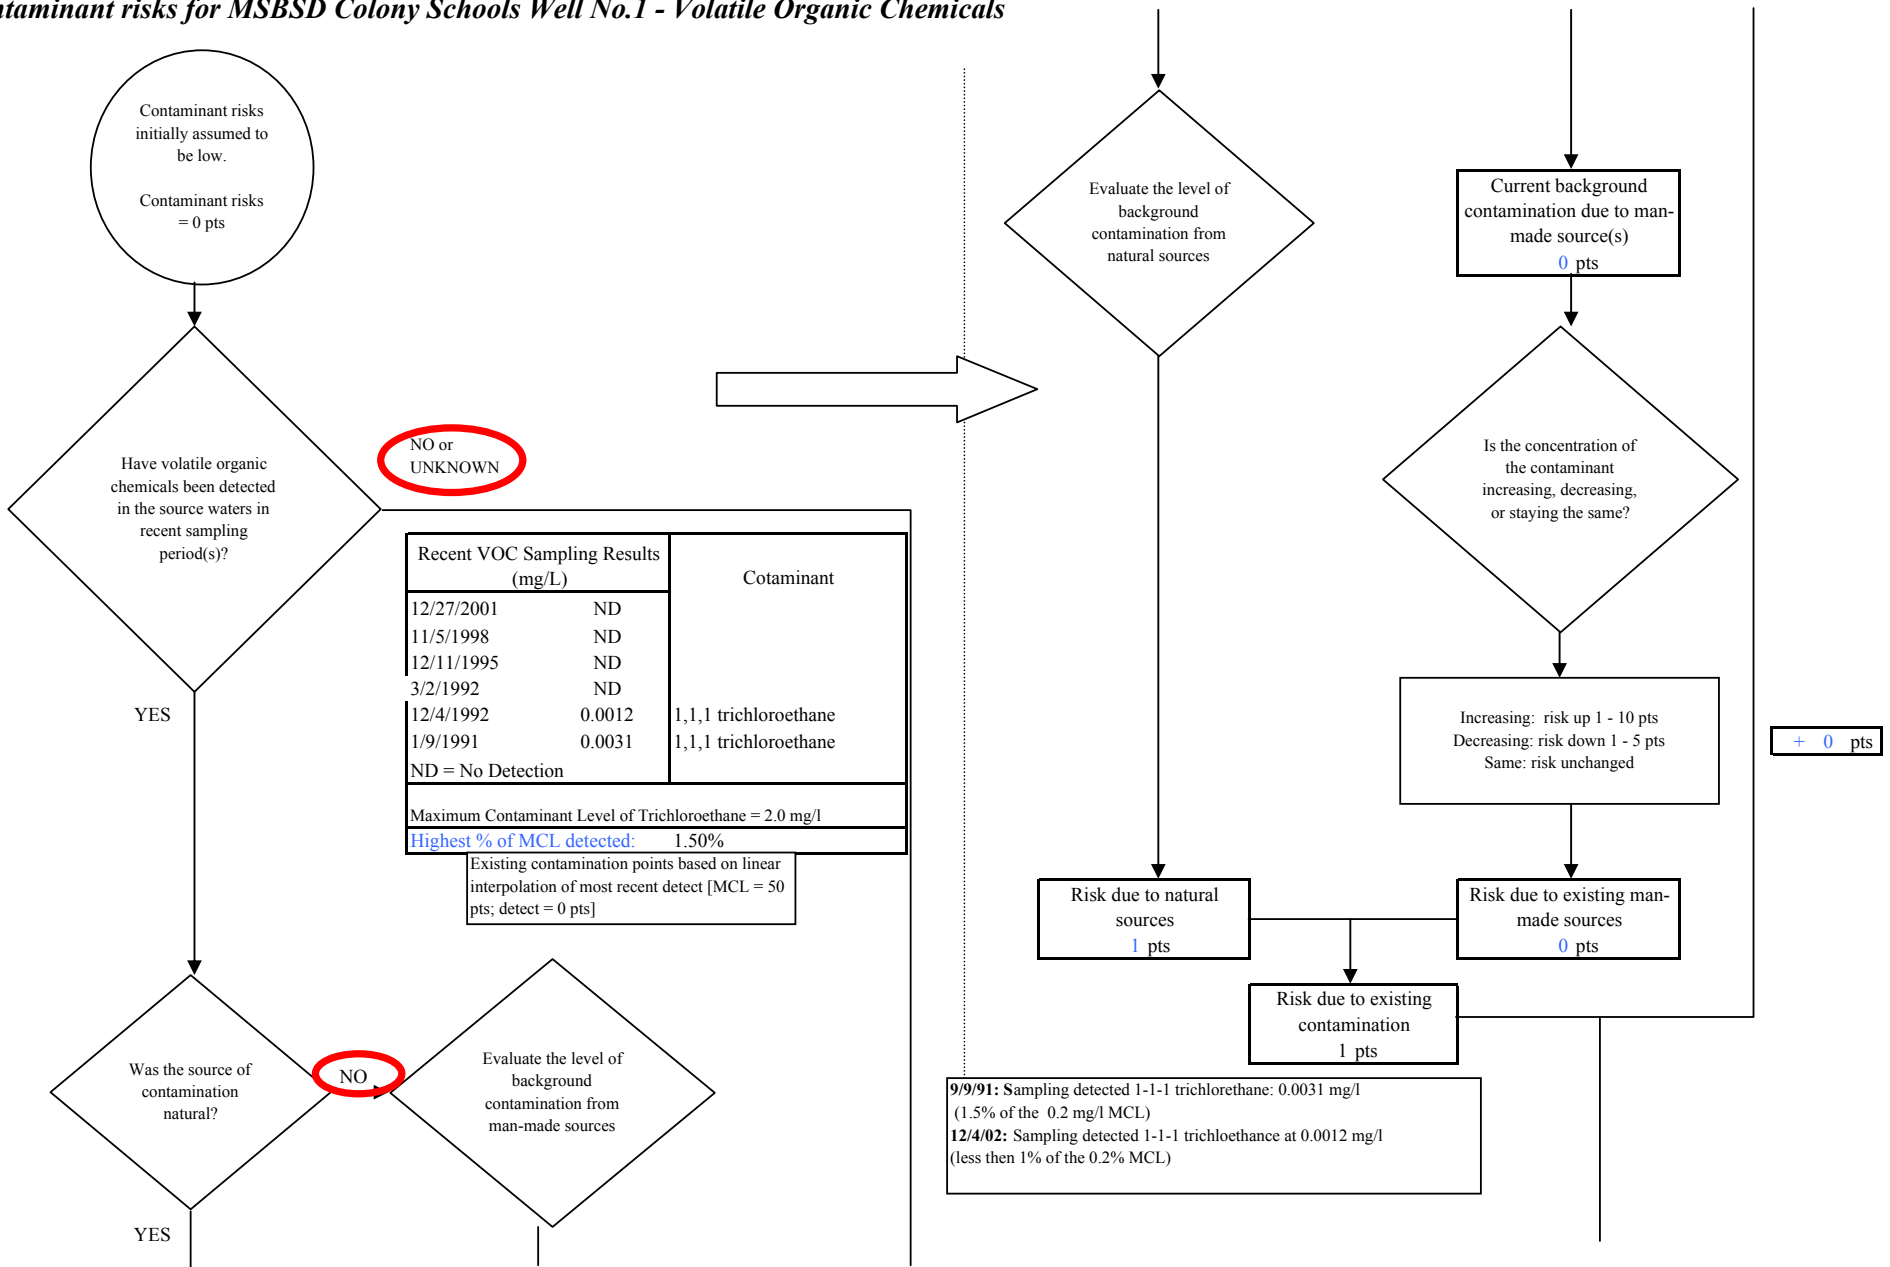 ntaminant risks for MSBSD Colony Schools Well No.1 - Volatile Organic Chemicals
Contaminant risks
initially assumed to
be low.
Contaminant risks
= 0 pts
Have volatile organic
chemicals been detected
in the source waters in
recent sampling
period(s)?
NO or
UNKNOWN
YES
Recent VOC Sampling Results
(mg/L)
Cotaminant
12/27/2001 ND
11/5/1998 ND
12/11/1995 ND
3/2/1992 ND
12/4/1992 0.0012 1,1,1 trichloroethane
1/9/1991 0.0031 1,1,1 trichloroethane
ND = No Detection
Maximum Contaminant Level of Trichloroethane = 2.0 mg/l
Highest % of MCL detected: 1.50%
Existing contamination points based on linear
interpolation of most recent detect [MCL = 50
pts; detect = 0 pts]
Was the source of
contamination
natural?
NO
YES
Evaluate the level of
background
contamination from
man-made sources
Evaluate the level of
background
contamination from
natural sources
Current background
contamination due to man-
made source(s)
0 pts
Is the concentration of
the contaminant
increasing, decreasing,
or staying the same?
Increasing: risk up 1 - 10 pts
Decreasing: risk down 1 - 5 pts
Same: risk unchanged
+ 0 pts
Risk due to natural
sources
1 pts
Risk due to existing man-
made sources
0 pts
Risk due to existing
contamination
1 pts
9/9/91: Sampling detected 1-1-1 trichlorethane: 0.0031 mg/l
(1.5% of the 0.2 mg/l MCL)
12/4/02: Sampling detected 1-1-1 trichloethance at 0.0012 mg/l
(less then 1% of the 0.2% MCL)